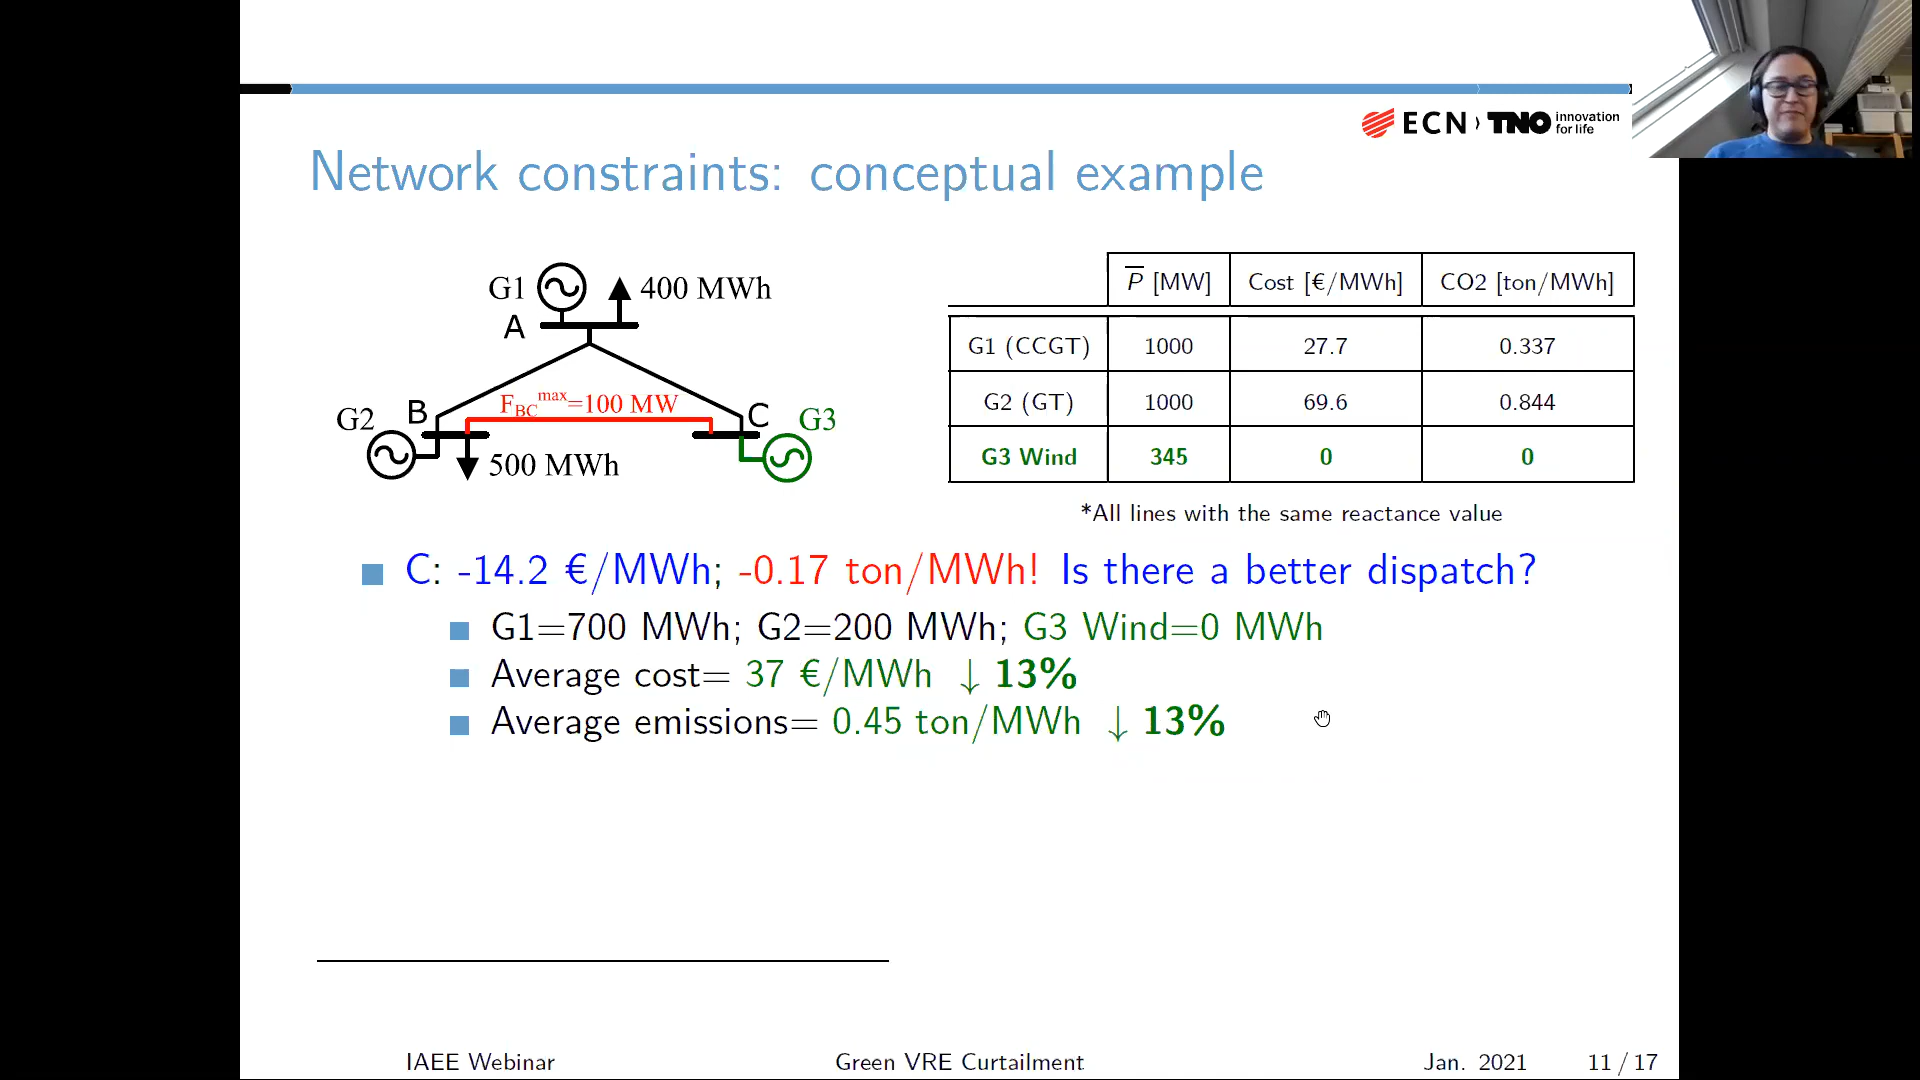 ECN › TNO innovation for life
Network constraints: conceptual example
G1 400 MWh
A
G2 B F_BC^max=100 MW C G3
500 MWh
P̅ [MW] Cost [€/MWh] CO2 [ton/MWh]
G1 (CCGT) 1000 27.7 0.337
G2 (GT) 1000 69.6 0.844
G3 Wind 345 0 0
*All lines with the same reactance value
C: -14.2 €/MWh; -0.17 ton/MWh! Is there a better dispatch?
G1=700 MWh; G2=200 MWh; G3 Wind=0 MWh
Average cost= 37 €/MWh ↓ 13%
Average emissions= 0.45 ton/MWh ↓ 13%
IAEE Webinar Green VRE Curtailment Jan. 2021 11 / 17